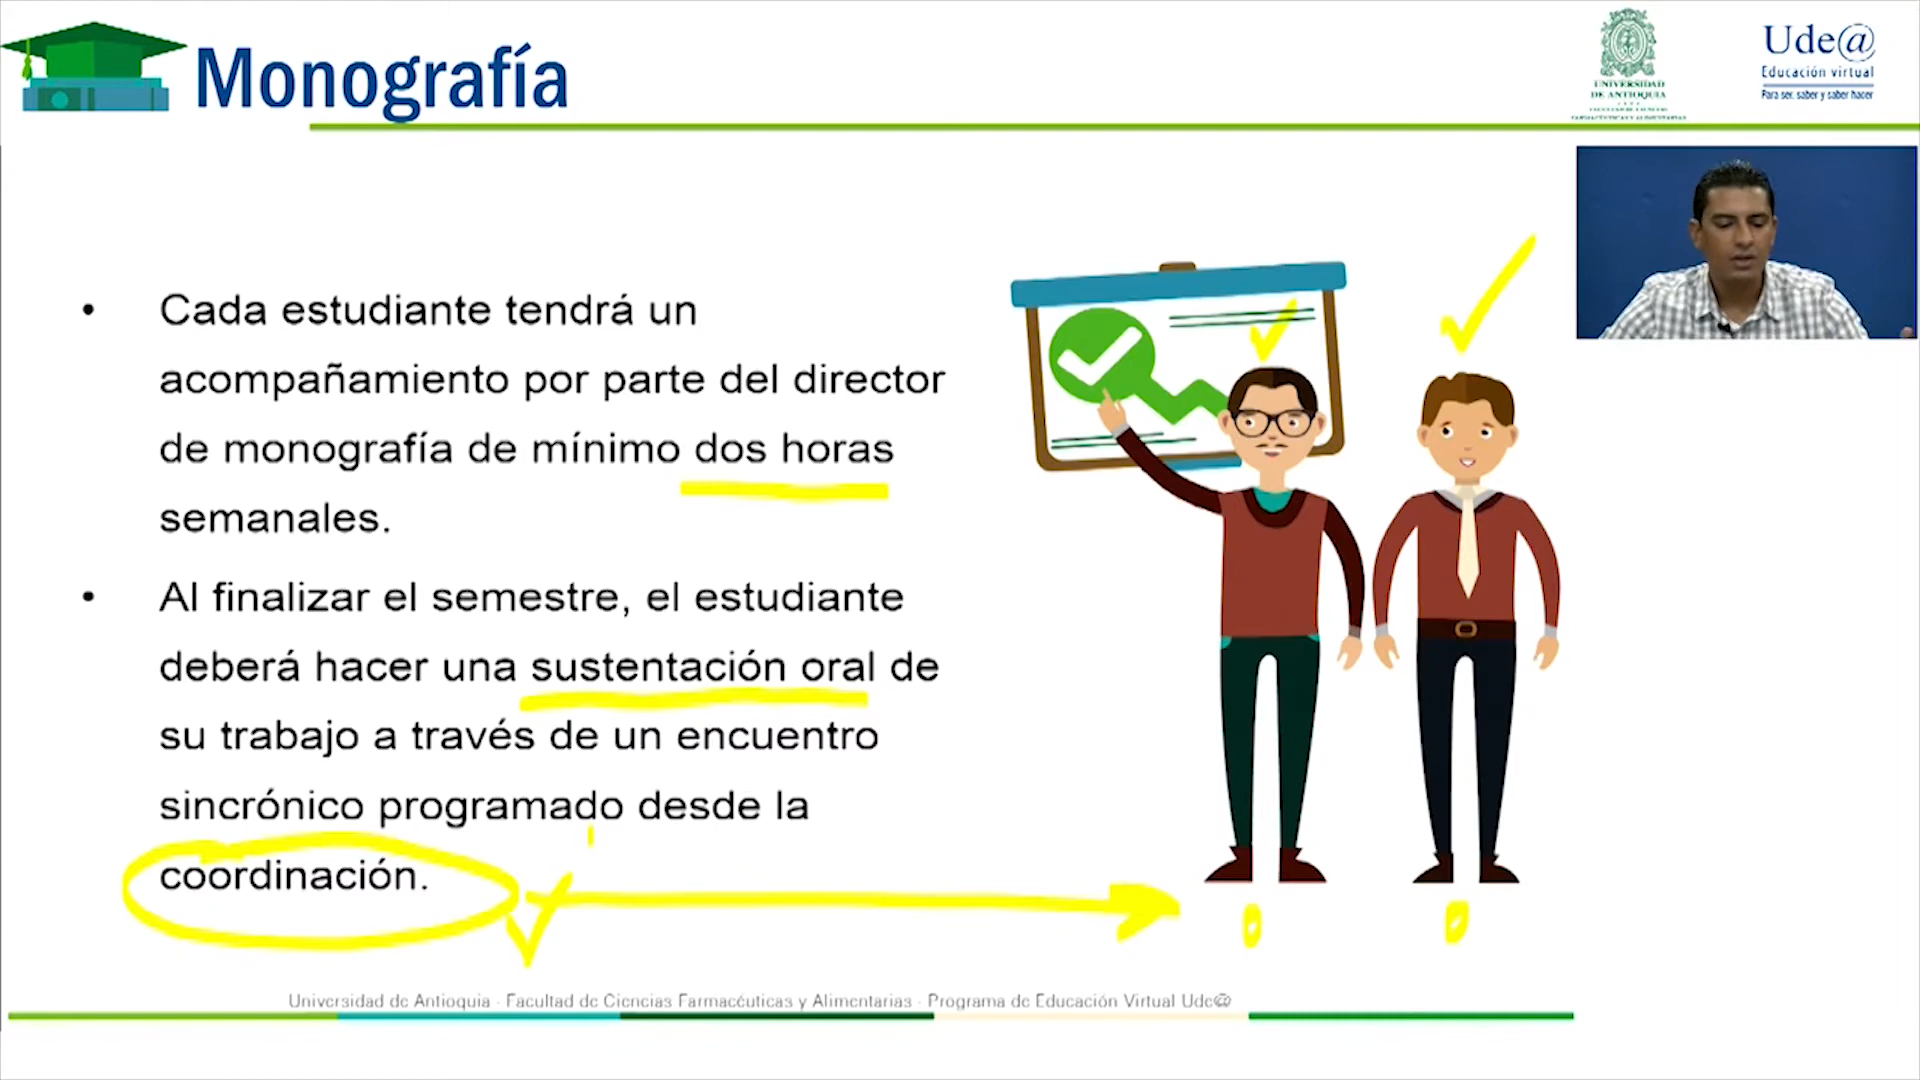 Monografía
UNIVERSIDAD
DE ANTIOQUIA
Ude@
Educación virtual
Para ser, saber y saber hacer
• Cada estudiante tendrá un
acompañamiento por parte del director
de monografía de mínimo dos horas
semanales.
• Al finalizar el semestre, el estudiante
deberá hacer una sustentación oral de
su trabajo a través de un encuentro
sincrónico programado desde la
coordinación.
Universidad de Antioquia - Facultad de Ciencias Farmacéuticas y Alimentarias - Programa de Educación Virtual Ude@